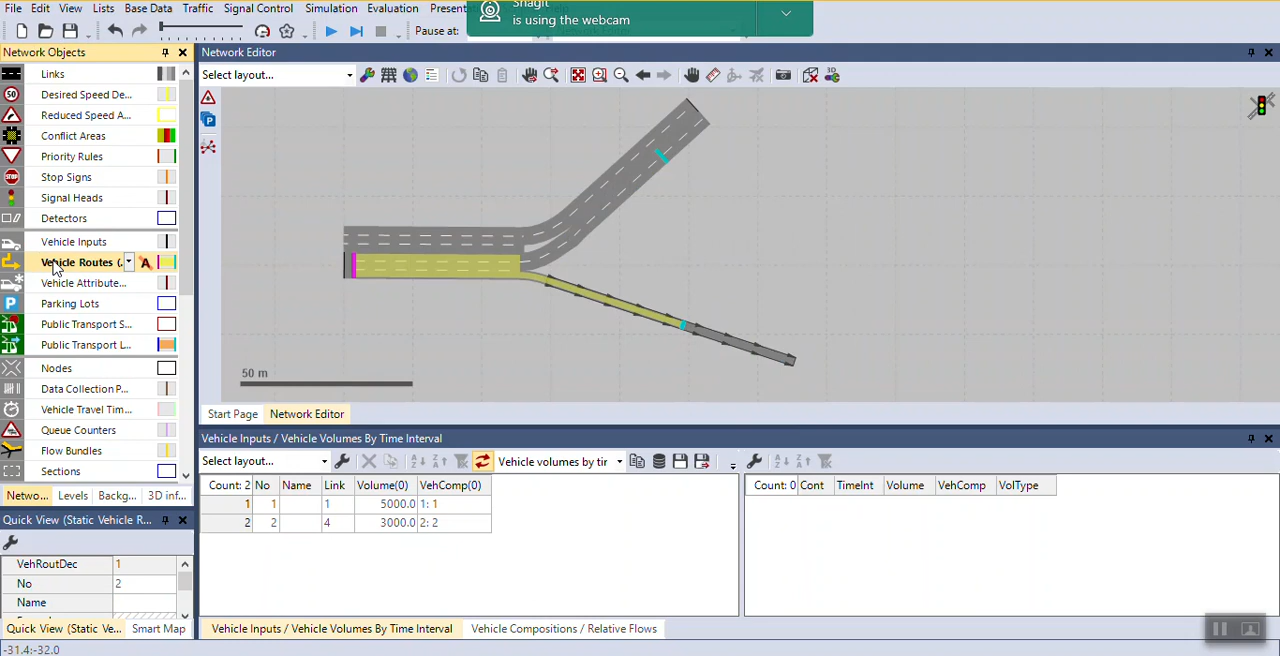 File Edit View Lists Base Data Traffic Signal Control Simulation Evaluation
is using the webcam
Pause at:
Network Objects
Network Editor
Select layout...
Links
Desired Speed De...
Reduced Speed A...
Conflict Areas
Priority Rules
Stop Signs
Signal Heads
Detectors
Vehicle Inputs
Vehicle Routes (.
Vehicle Attribute...
Parking Lots
Public Transport S...
Public Transport L...
Nodes
Data Collection P...
Vehicle Travel Tim...
Queue Counters
Flow Bundles
Sections
50 m
Start Page Network Editor
Netwo... Levels Backg... 3D inf...
Vehicle Inputs / Vehicle Volumes By Time Interval
Select layout... Vehicle volumes by tir
Count: 2 No Name Link Volume(0) VehComp(0)
1 1 1 5000.0 1: 1
2 2 4 3000.0 2: 2
Count: 0 Cont TimeInt Volume VehComp VolType
Quick View (Static Vehicle R...
VehRoutDec 1
No 2
Name
Quick View (Static Ve... Smart Map
Vehicle Inputs / Vehicle Volumes By Time Interval Vehicle Compositions / Relative Flows
-31.4:-32.0